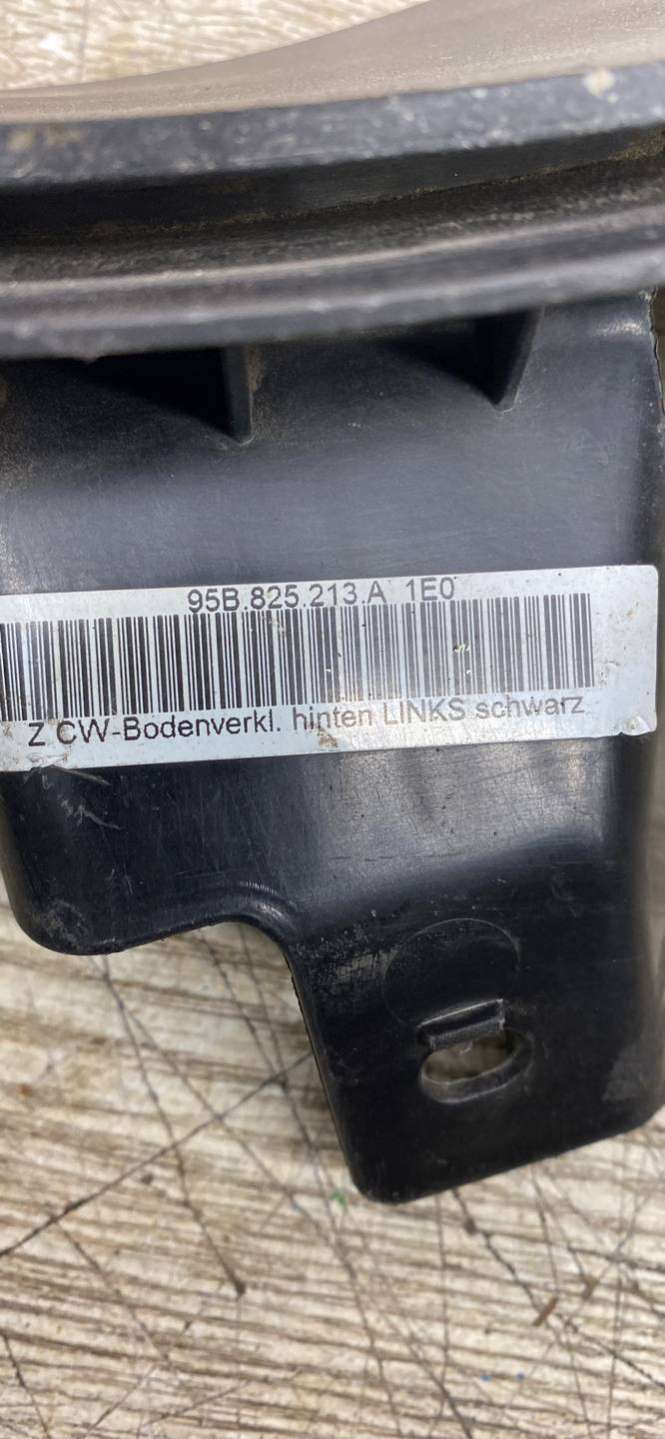 95B.825.213.A 1E0
Z CW-Bodenverkl. hinten LINKS schwarz